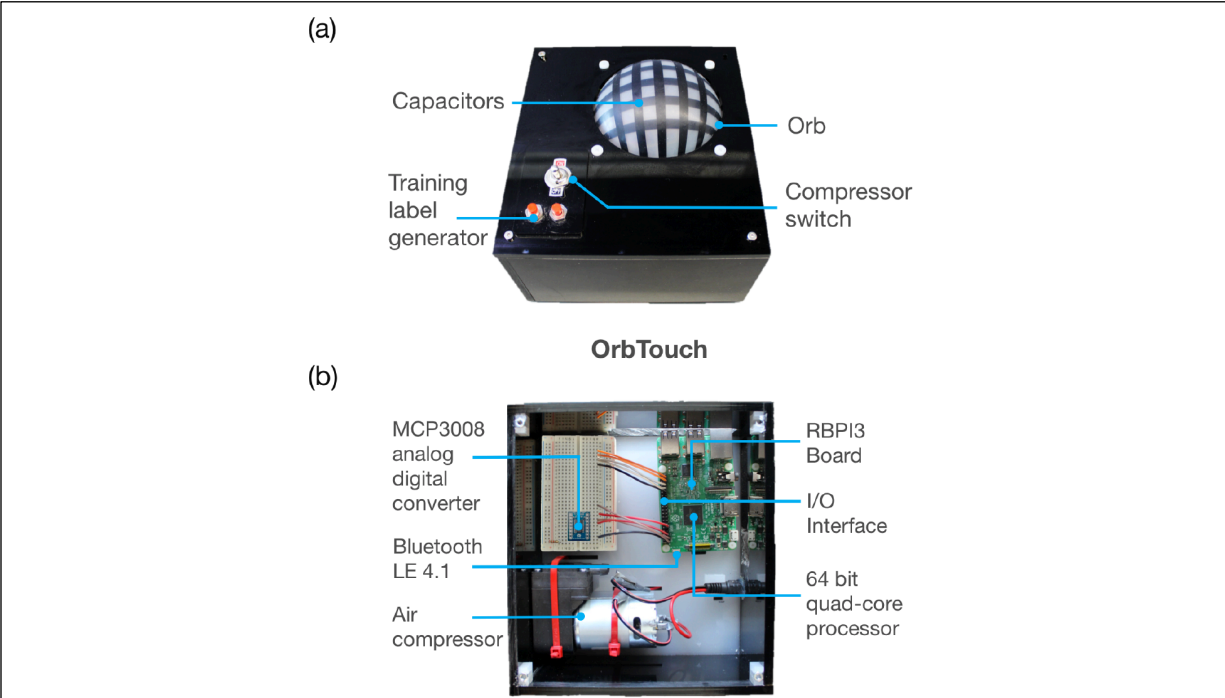 (a)
Capacitors
Orb
Training
label
generator
Compressor
switch
OrbTouch
(b)
MCP3008
analog
digital
converter
RBPI3
Board
I/O
Interface
Bluetooth
LE 4.1
64 bit
quad-core
processor
Air
compressor